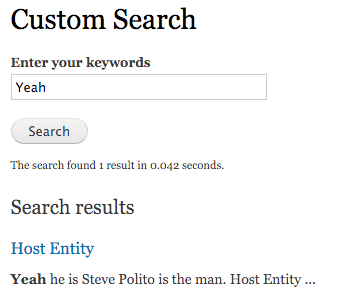 Custom Search
Enter your keywords
Yeah
Search
The search found 1 result in 0.042 seconds.
Search results
Host Entity
Yeah he is Steve Polito is the man. Host Entity ...